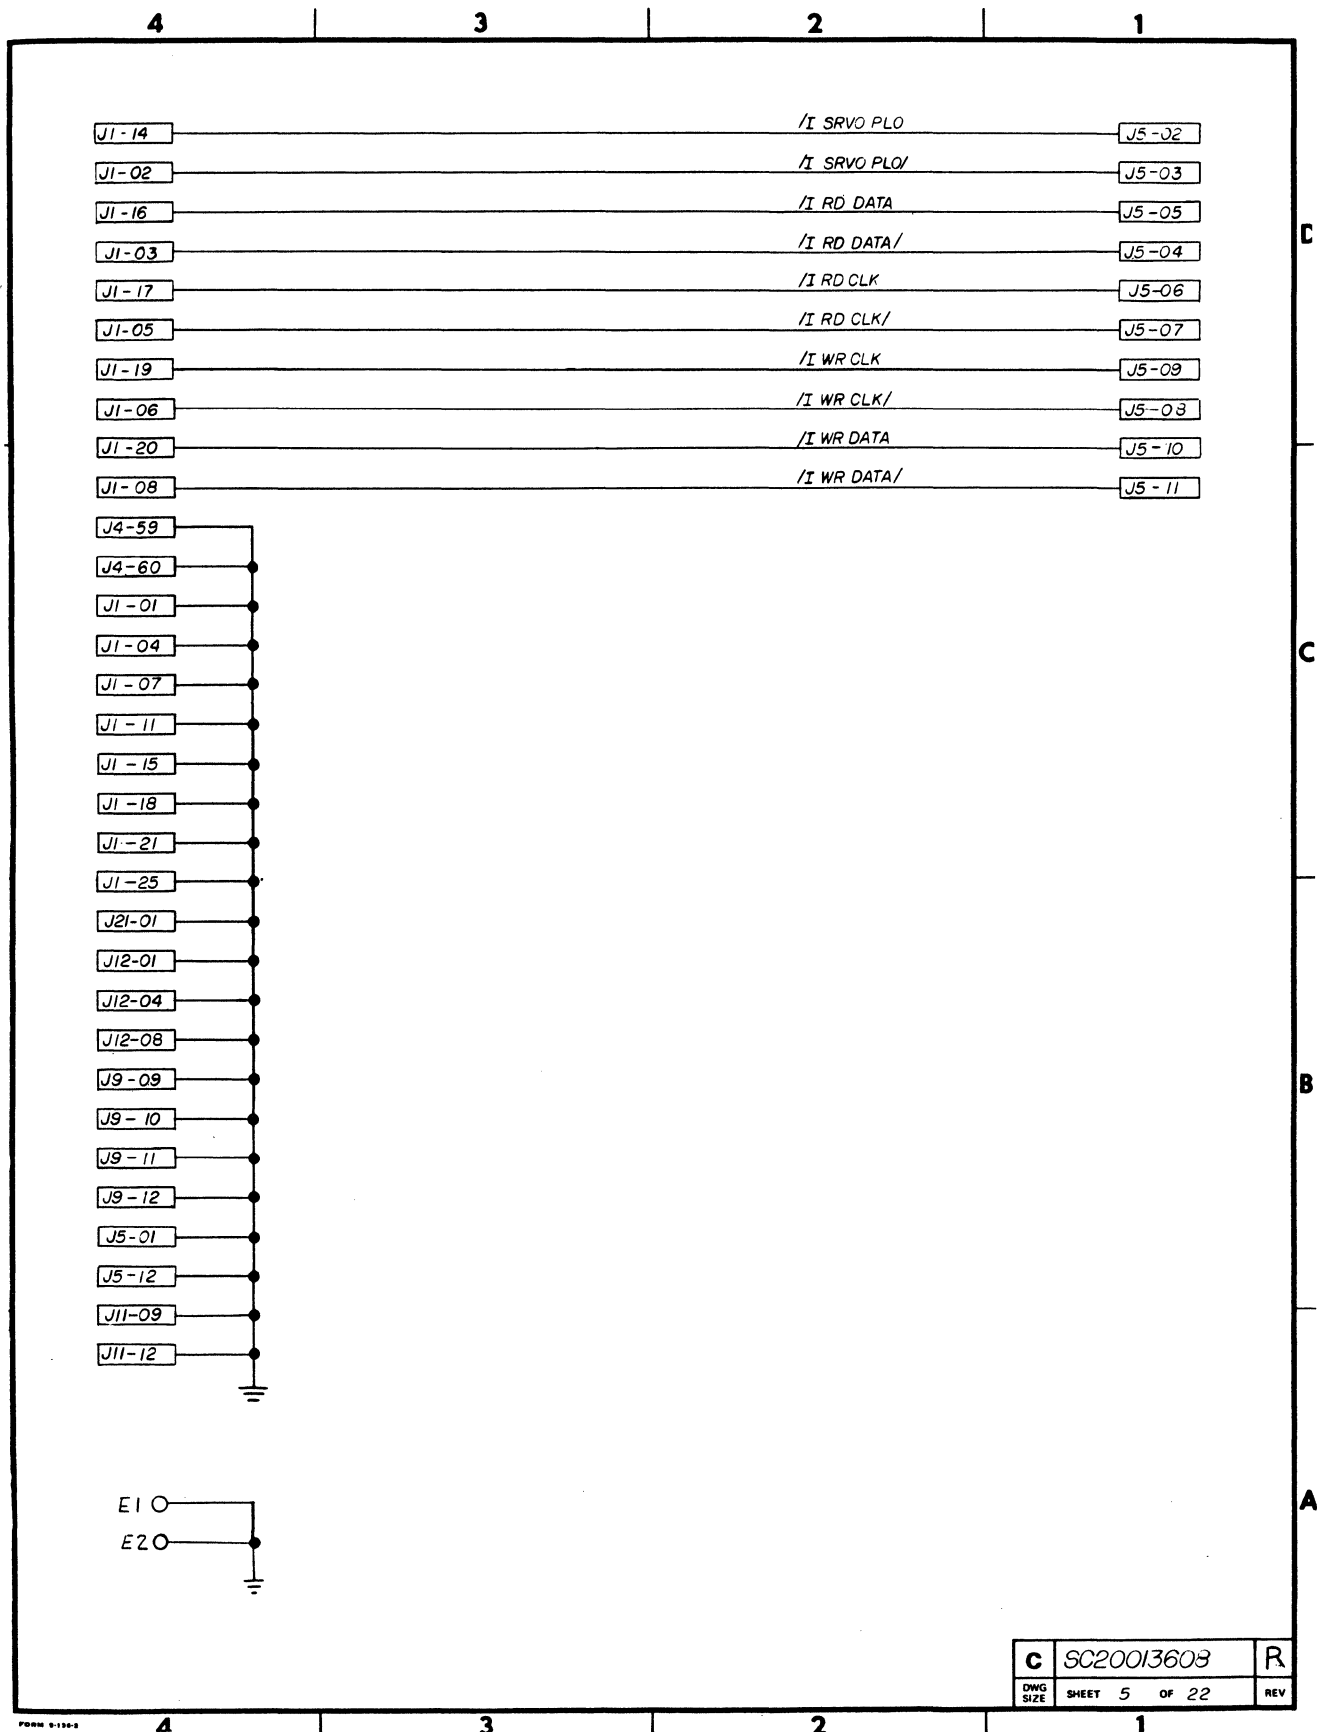 4 3 2 1
J1-14 /I SRVO PLO J5-02
J1-02 /I SRVO PLO/ J5-03
J1-16 /I RD DATA J5-05
D
J1-03 /I RD DATA/ J5-04
J1-17 /I RD CLK J5-06
J1-05 /I RD CLK/ J5-07
J1-19 /I WR CLK J5-09
J1-06 /I WR CLK/ J5-08
J1-20 /I WR DATA J5-10
J1-08 /I WR DATA/ J5-11
J4-59
J4-60
J1-01
J1-04
C
J1-07
J1-11
J1-15
J1-18
J1-21
J1-25
J21-01
J12-01
J12-04
J12-08
J9-09
B
J9-10
J9-11
J9-12
J5-01
J5-12
J11-09
J11-12
E1
A
E2
C SC20013608 R
DWG SIZE SHEET 5 OF 22 REV
4 3 2 1